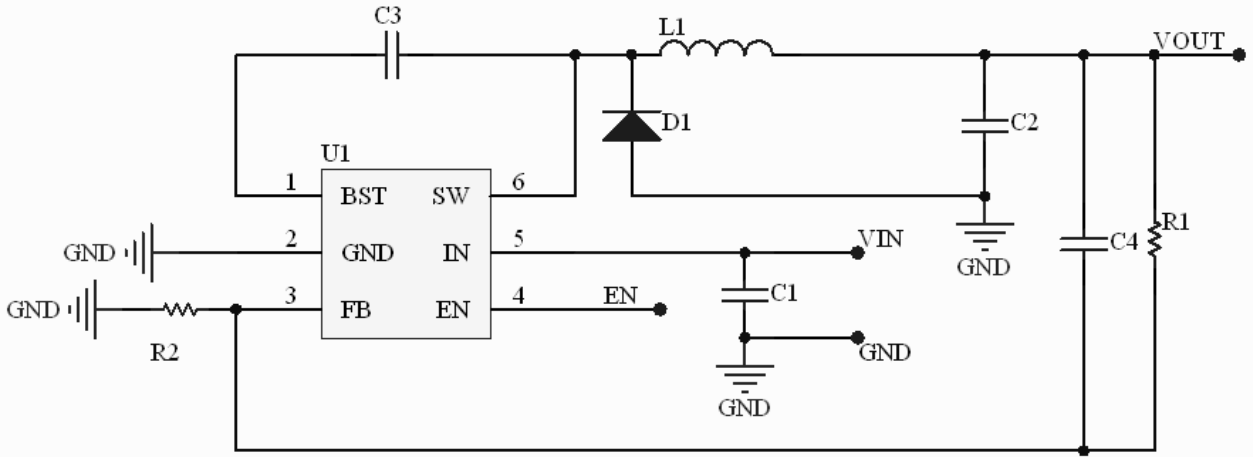 C3
L1
VOUT
D1
C2
U1
1 BST SW 6
GND 2 GND IN 5 VIN
GND 3 FB EN 4 EN
R2
C1
GND
GND
GND
C4
R1